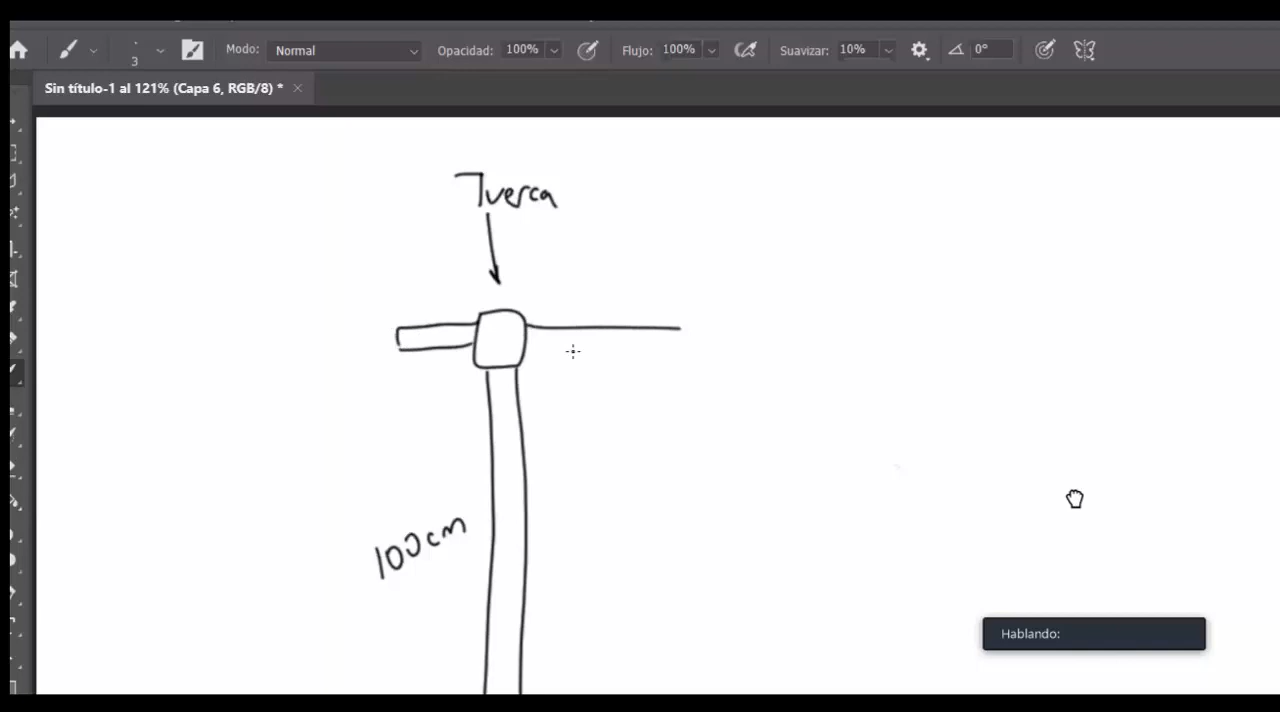 3 Modo: Normal Opacidad: 100% Flujo: 100% Suavizar: 10% 0°
Sin título-1 al 121% (Capa 6, RGB/8) * ×
Tuerca
100cm
Hablando: